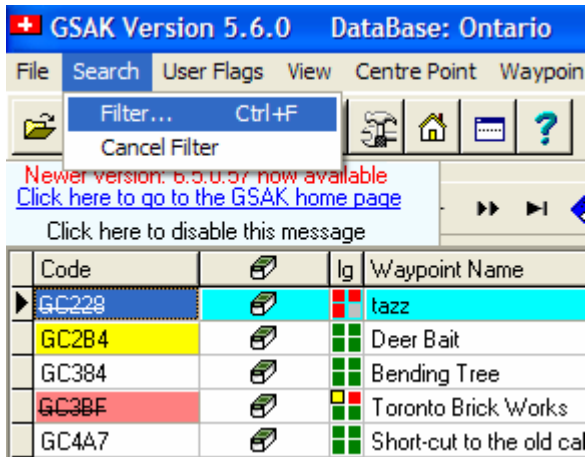 GSAK Version 5.6.0 DataBase: Ontario
File Search User Flags View Centre Point Waypoin
Filter... Ctrl+F
Cancel Filter
?
Newer version: 6.5.0.57 now available
Click here to go to the GSAK home page
Click here to disable this message
Code lg Waypoint Name
GC228 tazz
GC2B4 Deer Bait
GC384 Bending Tree
GC3BF Toronto Brick Works
GC4A7 Short-cut to the old cal